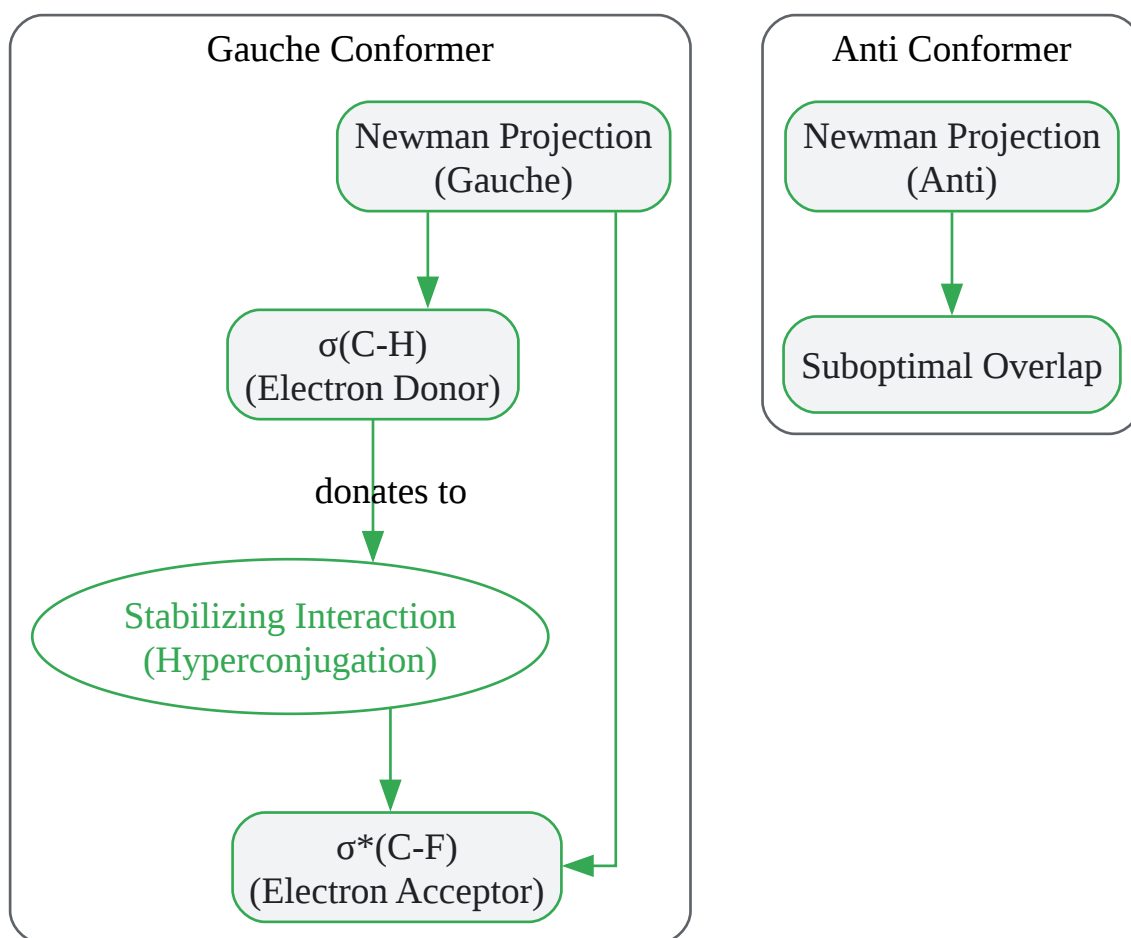 Gauche Conformer
Newman Projection
(Gauche)
σ(C-H)
(Electron Donor)
donates to
Stabilizing Interaction
(Hyperconjugation)
σ*(C-F)
(Electron Acceptor)
Anti Conformer
Newman Projection
(Anti)
Suboptimal Overlap